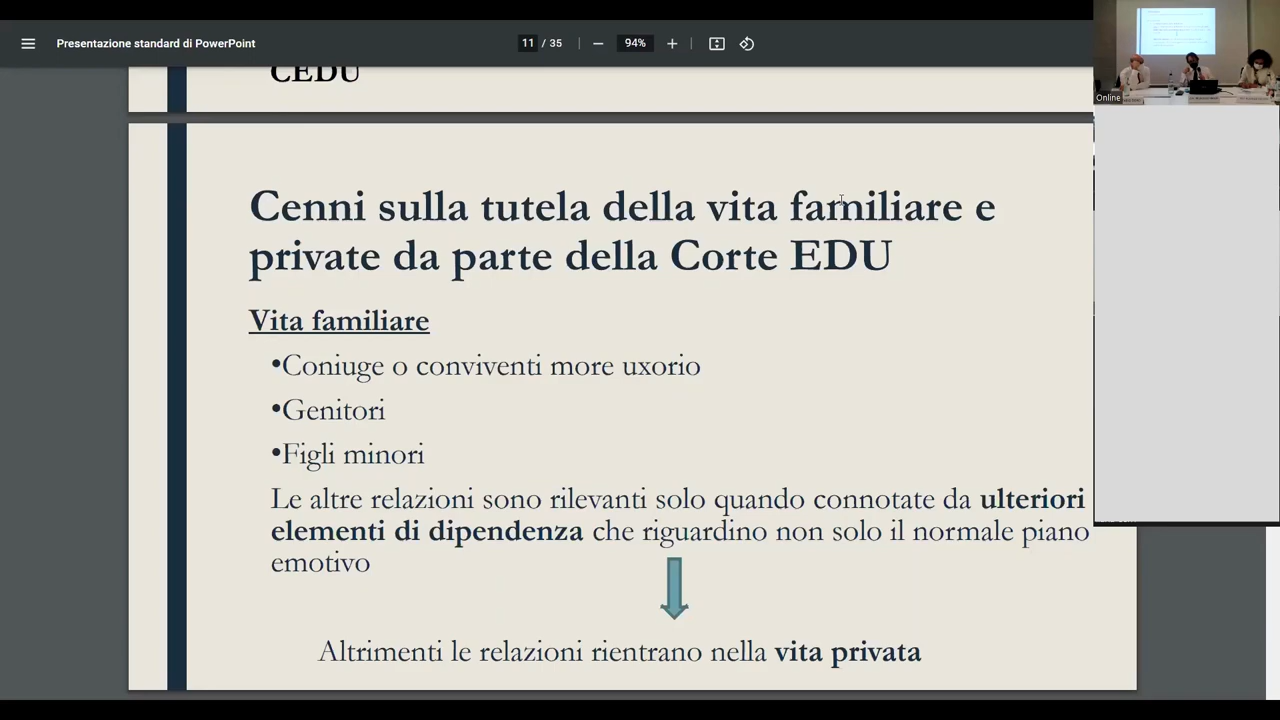 Presentazione standard di PowerPoint
11 / 35
94%
Online
CEDU
Cenni sulla tutela della vita familiare e
private da parte della Corte EDU
Vita familiare
•Coniuge o conviventi more uxorio
•Genitori
•Figli minori
Le altre relazioni sono rilevanti solo quando connotate da ulteriori
elementi di dipendenza che riguardino non solo il normale piano
emotivo
Altrimenti le relazioni rientrano nella vita privata